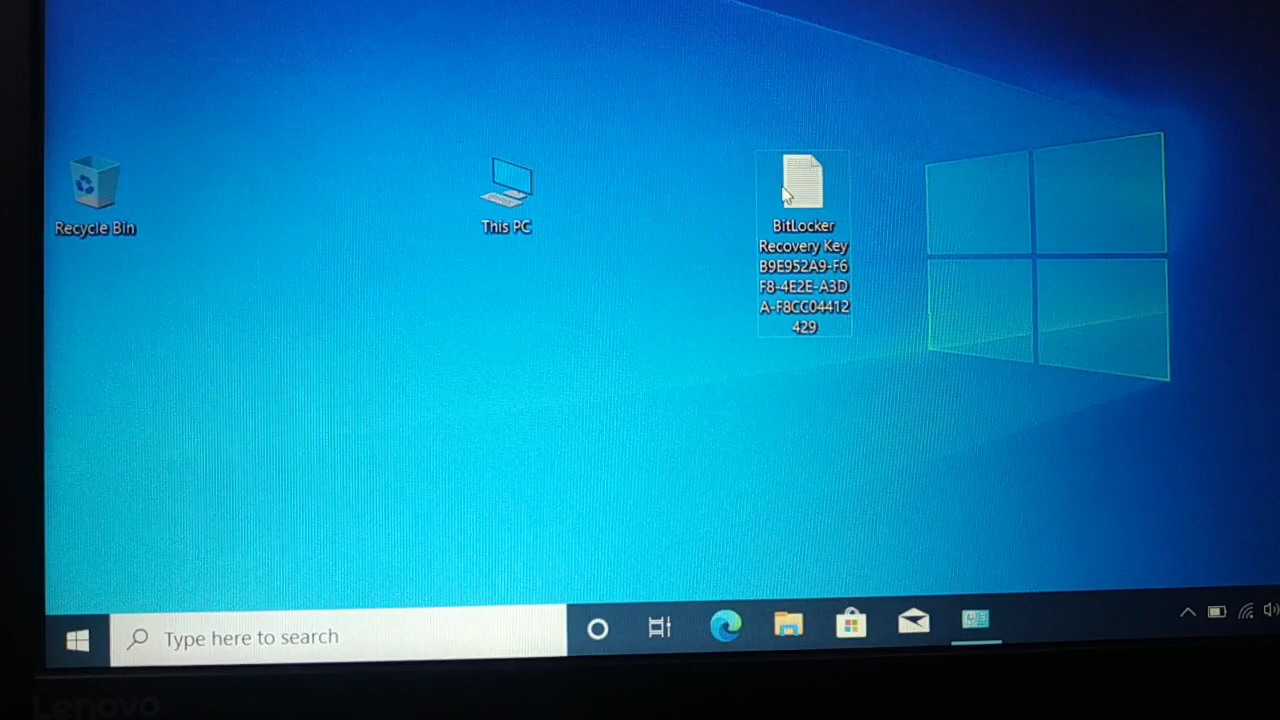 Recycle Bin
This PC
BitLocker
Recovery Key
B9E952A9-F6
F8-4E2E-A3D
A-F8CC04412
429
Type here to search
Lenovo